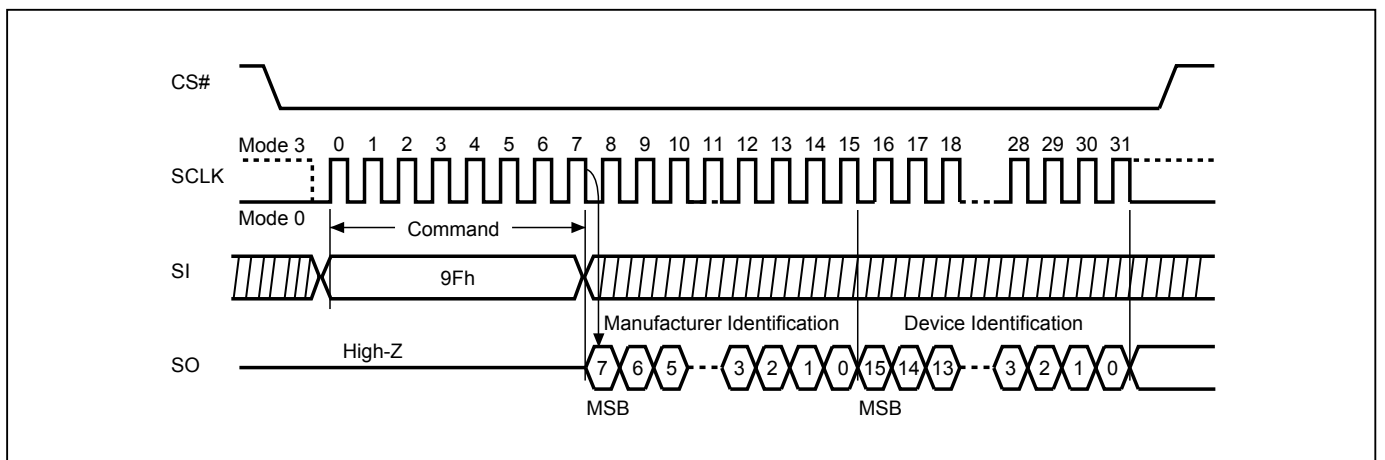 CS#
Mode 3 0 1 2 3 4 5 6 7 8 9 10 11 12 13 14 15 16 17 18 28 29 30 31
SCLK
Mode 0
Command
SI
9Fh
Manufacturer Identification Device Identification
High-Z
SO
7 6 5 3 2 1 0 15 14 13 3 2 1 0
MSB MSB